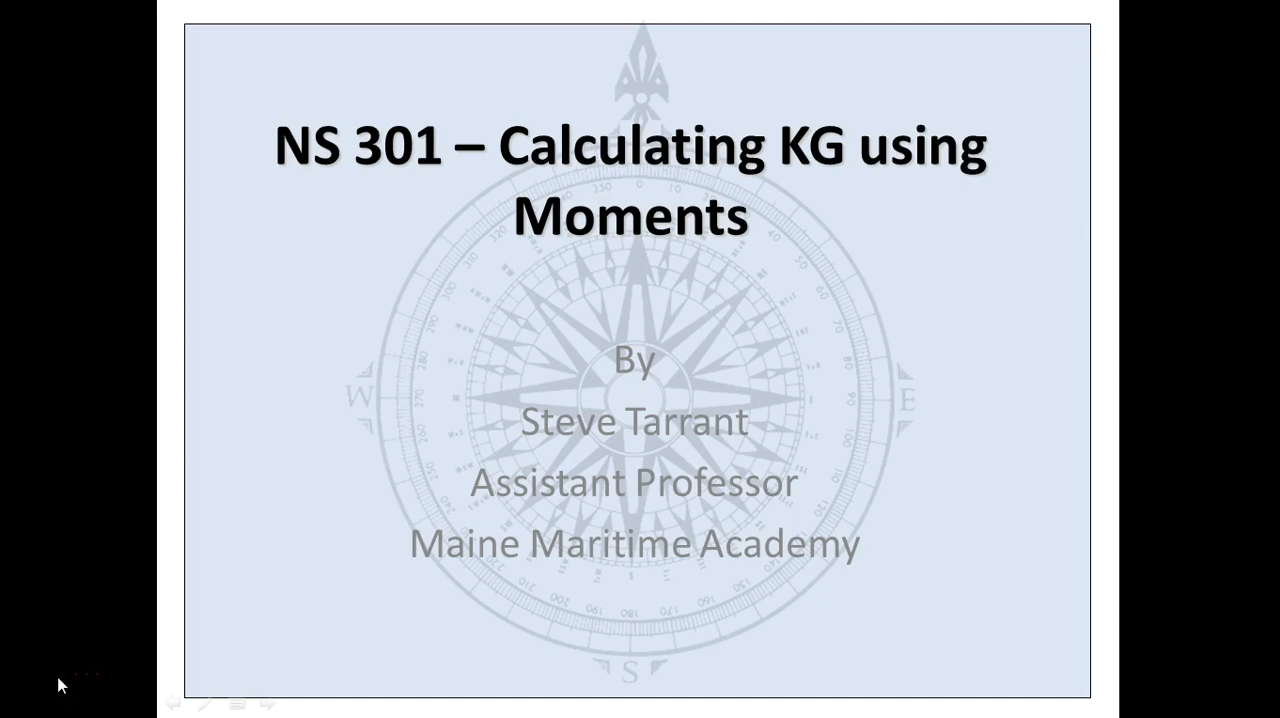 NS 301 – Calculating KG using
Moments
By
Steve Tarrant
Assistant Professor
Maine Maritime Academy
W
E
S